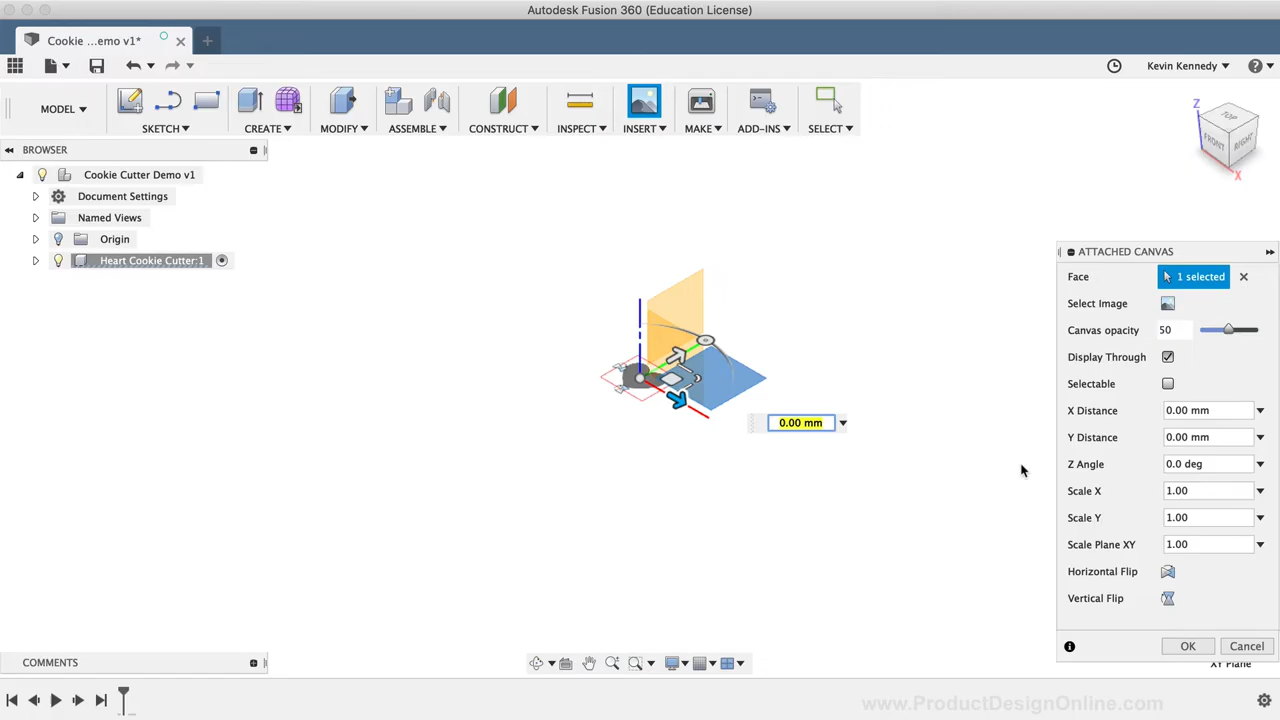 Autodesk Fusion 360 (Education License)
Cookie ...emo v1*
Kevin Kennedy
MODEL
SKETCH
CREATE
MODIFY
ASSEMBLE
CONSTRUCT
INSPECT
INSERT
MAKE
ADD-INS
SELECT
Z
TOP
FRONT
RIGHT
X
BROWSER
Cookie Cutter Demo v1
Document Settings
Named Views
Origin
Heart Cookie Cutter:1
0.00 mm
ATTACHED CANVAS
Face 1 selected
Select Image
Canvas opacity 50
Display Through
Selectable
X Distance 0.00 mm
Y Distance 0.00 mm
Z Angle 0.0 deg
Scale X 1.00
Scale Y 1.00
Scale Plane XY 1.00
Horizontal Flip
Vertical Flip
OK Cancel
XY Plane
COMMENTS
www.ProductDesignOnline.com